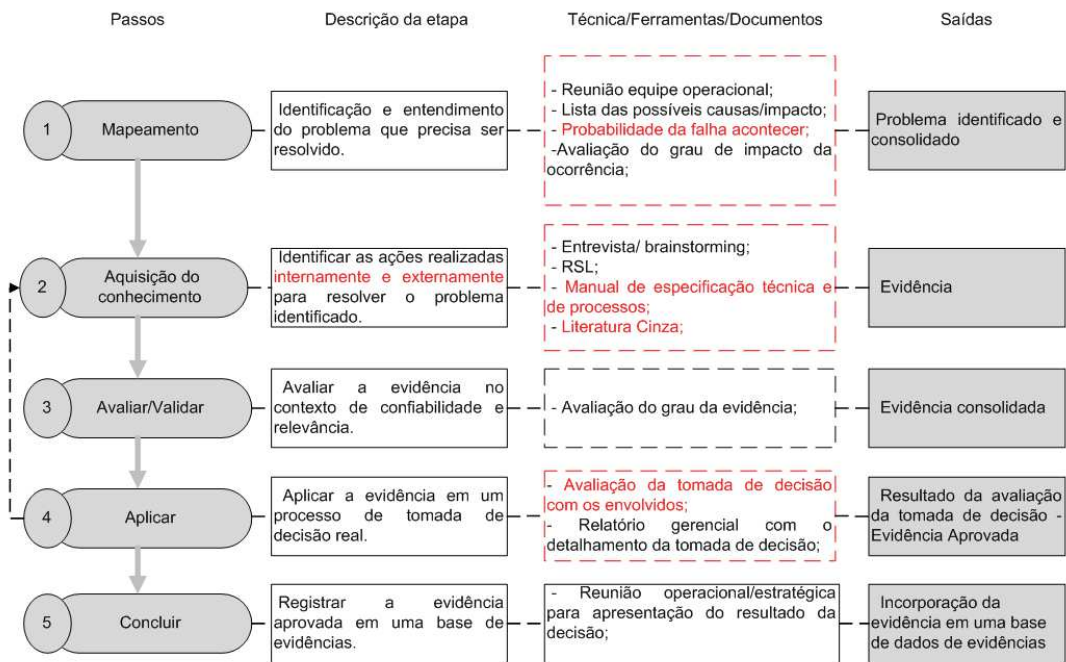 Passos
Descrição da etapa
Técnica/Ferramentas/Documentos
Saídas
1
Mapeamento
Identificação e entendimento
do problema que precisa ser
resolvido.
- Reunião equipe operacional;
- Lista das possíveis causas/impacto;
- Probabilidade da falha acontecer;
-Avaliação do grau de impacto da
ocorrência;
Problema identificado e
consolidado
2
Aquisição do
conhecimento
Identificar as ações realizadas
internamente e externamente
para resolver o problema
identificado.
- Entrevista/ brainstorming;
- RSL;
- Manual de especificação técnica e
de processos;
- Literatura Cinza;
Evidência
3
Avaliar/Validar
Avaliar a evidência no
contexto de confiabilidade e
relevância.
- Avaliação do grau da evidência;
Evidência consolidada
4
Aplicar
Aplicar a evidência em um
processo de tomada de
decisão real.
- Avaliação da tomada de decisão
com os envolvidos;
- Relatório gerencial com o
detalhamento da tomada de decisão;
Resultado da avaliação
da tomada de decisão -
Evidência Aprovada
5
Concluir
Registrar a evidência
aprovada em uma base de
evidências.
- Reunião operacional/estratégica
para apresentação do resultado da
decisão;
Incorporação da
evidência em uma base
de dados de evidências